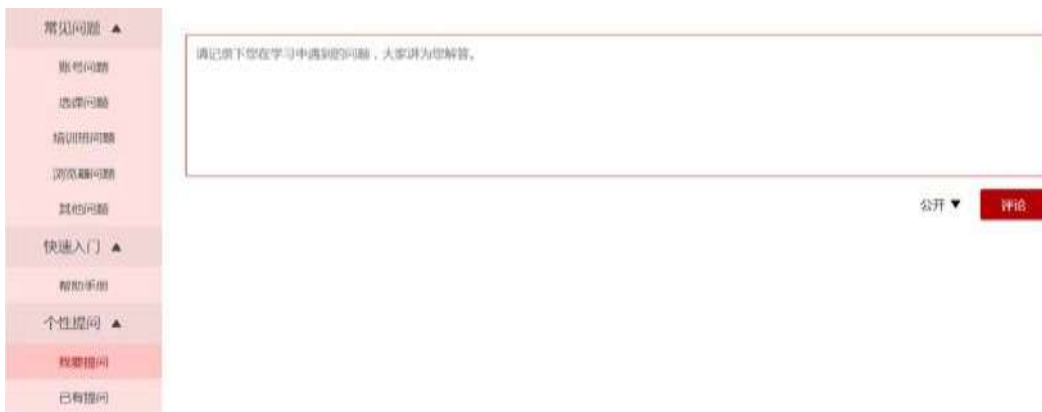 常见问题 ▲
账号问题
选课问题
培训班问题
浏览器问题
其他问题
快速入门 ▲
帮助手册
个性提问 ▲
我要提问
已有提问
请记录下您在学习中遇到的问题，大家讲为您解答。
公开 ▼
评论